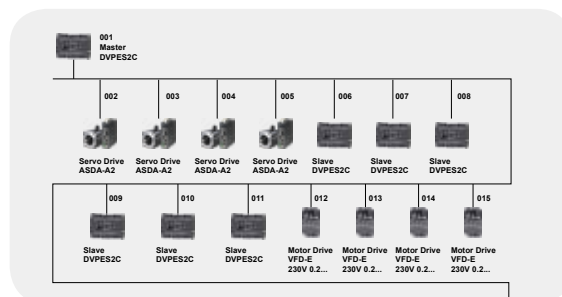 001
Master
DVPES2C
002 003 004 005 006 007 008
Servo Drive Servo Drive Servo Drive Servo Drive Slave Slave Slave
ASDA-A2 ASDA-A2 ASDA-A2 ASDA-A2 DVPES2C DVPES2C DVPES2C
009 010 011 012 013 014 015
Slave Slave Slave Motor Drive Motor Drive Motor Drive Motor Drive
DVPES2C DVPES2C DVPES2C VFD-E VFD-E VFD-E VFD-E
230V 0.2... 230V 0.2... 230V 0.2... 230V 0.2...